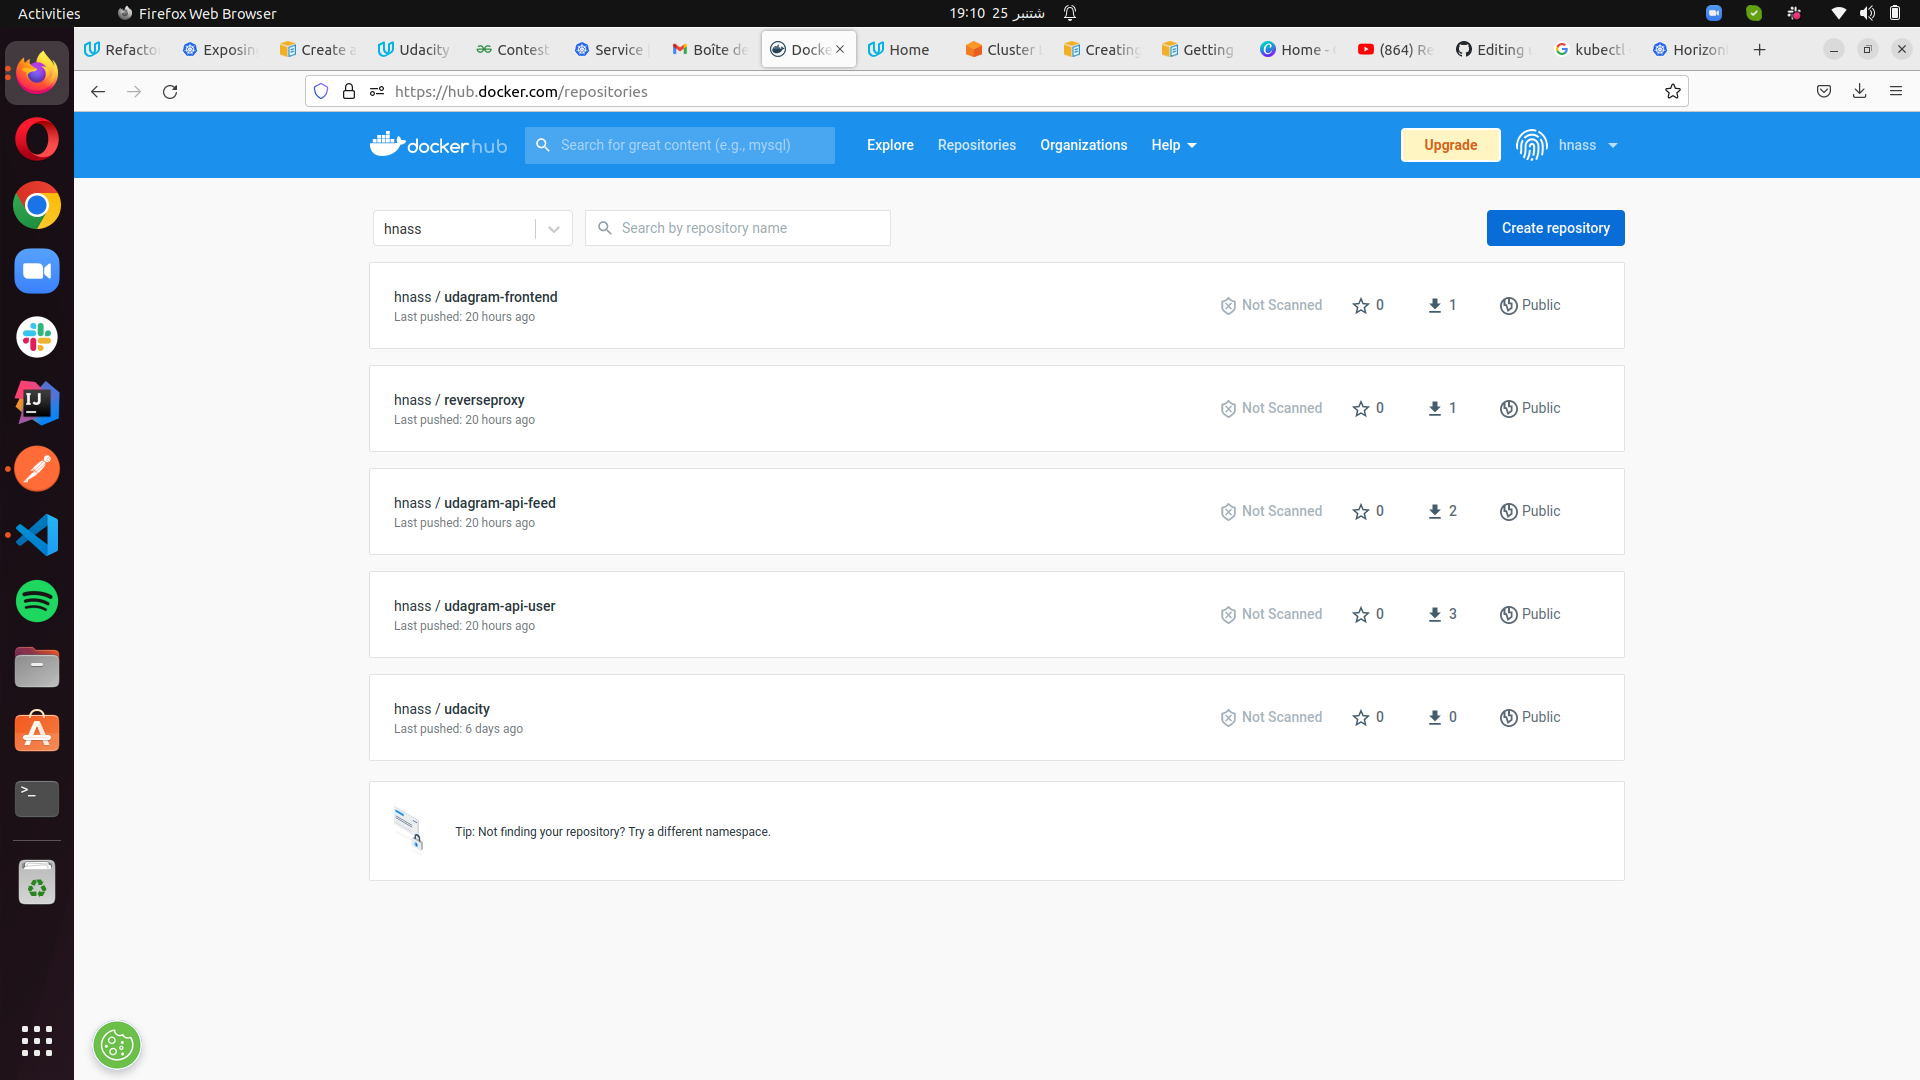 Activities
Firefox Web Browser
19:10 25 شتنبر
Refacto
Exposin
Create a
Udacity
Contest
Service
Boîte de
Docke
Home
Cluster
Creating
Getting
Home -
(864) Re
Editing
kubectl
Horizon
https://hub.docker.com/repositories
docker hub
Search for great content (e.g., mysql)
Explore
Repositories
Organizations
Help
Upgrade
hnass
hnass
Search by repository name
Create repository
hnass / udagram-frontend
Last pushed: 20 hours ago
Not Scanned
0
1
Public
hnass / reverseproxy
Last pushed: 20 hours ago
Not Scanned
0
1
Public
hnass / udagram-api-feed
Last pushed: 20 hours ago
Not Scanned
0
2
Public
hnass / udagram-api-user
Last pushed: 20 hours ago
Not Scanned
0
3
Public
hnass / udacity
Last pushed: 6 days ago
Not Scanned
0
0
Public
Tip: Not finding your repository? Try a different namespace.